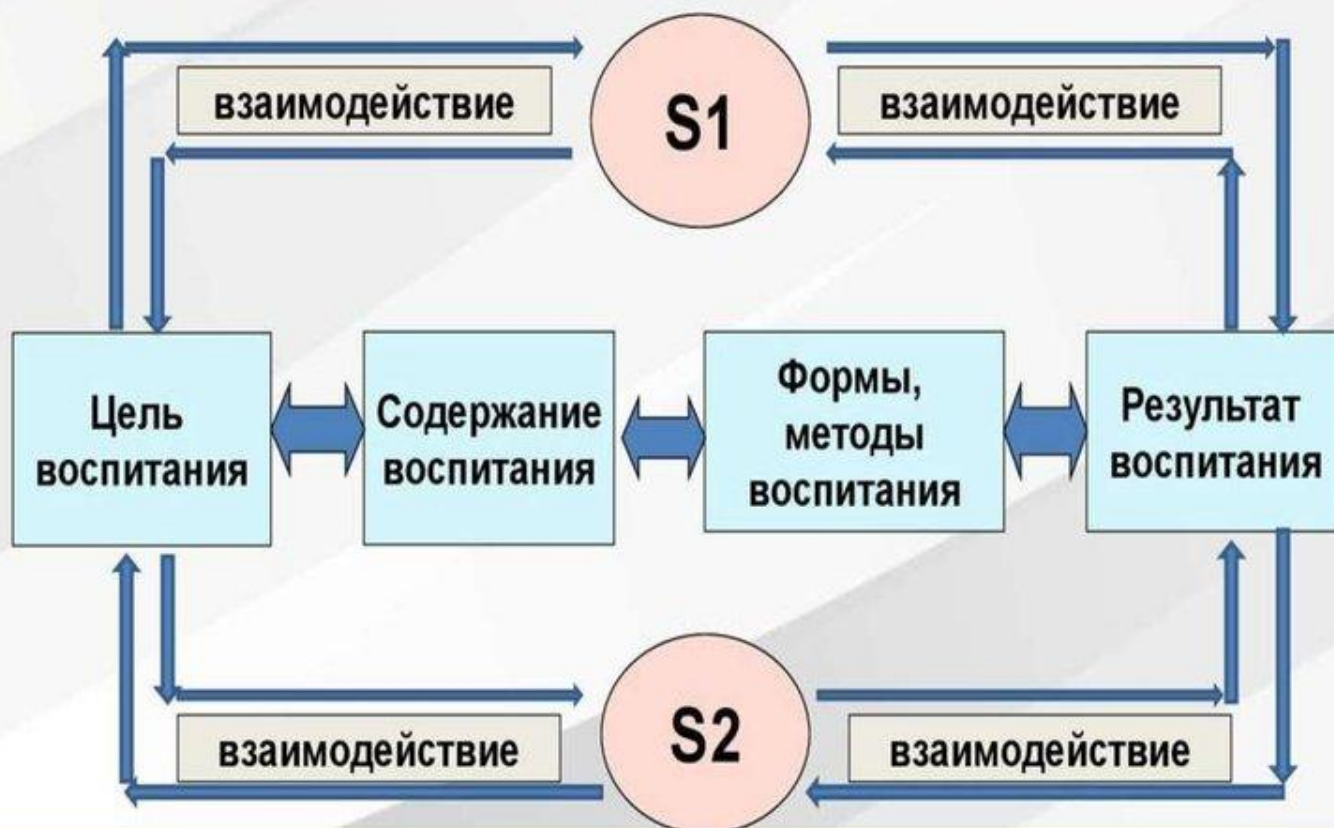 взаимодействие
S1
взаимодействие
Цель
воспитания
Содержание
воспитания
Формы,
методы
воспитания
Результат
воспитания
взаимодействие
S2
взаимодействие